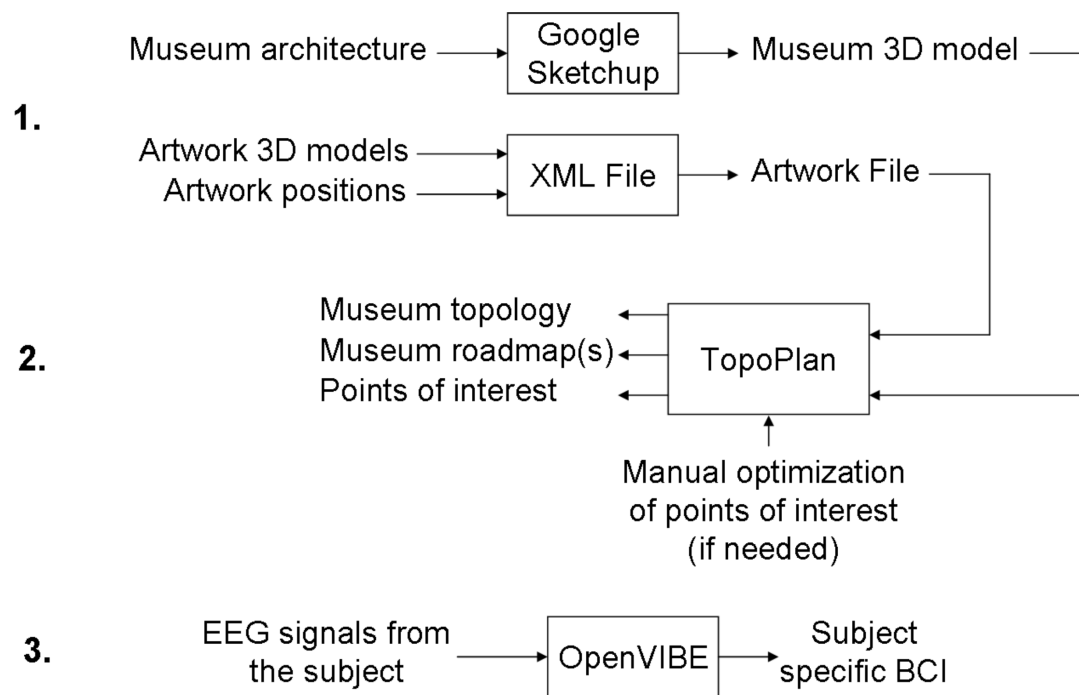 Museum architecture
Google
Sketchup
Museum 3D model
1.
Artwork 3D models
Artwork positions
XML File
Artwork File
2.
Museum topology
Museum roadmap(s)
Points of interest
TopoPlan
Manual optimization
of points of interest
(if needed)
3.
EEG signals from
the subject
OpenVIBE
Subject
specific BCI